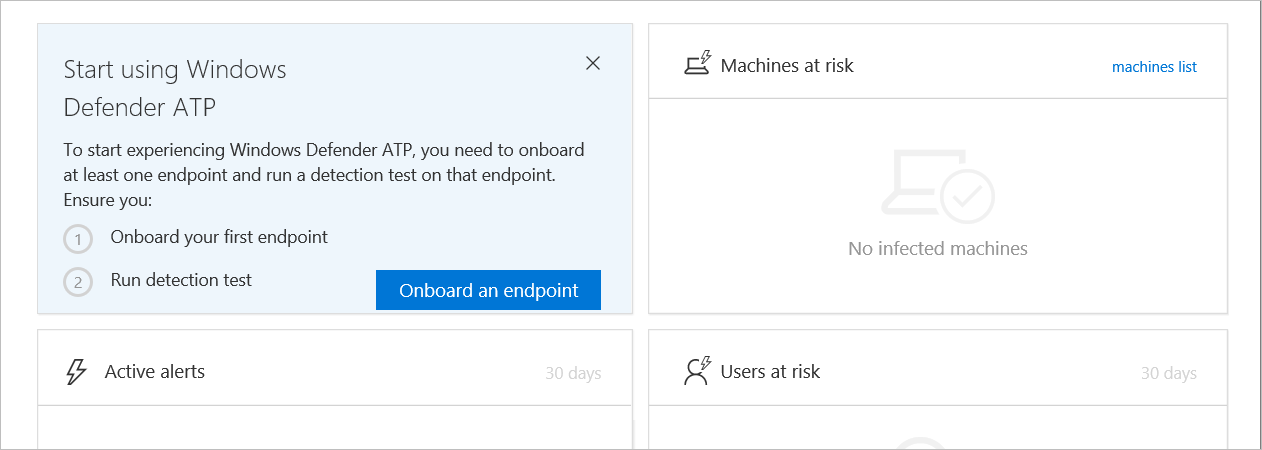 Start using Windows
Defender ATP
To start experiencing Windows Defender ATP, you need to onboard
at least one endpoint and run a detection test on that endpoint.
Ensure you:
1 Onboard your first endpoint
2 Run detection test
Onboard an endpoint
Machines at risk
machines list
No infected machines
Active alerts
30 days
Users at risk
30 days